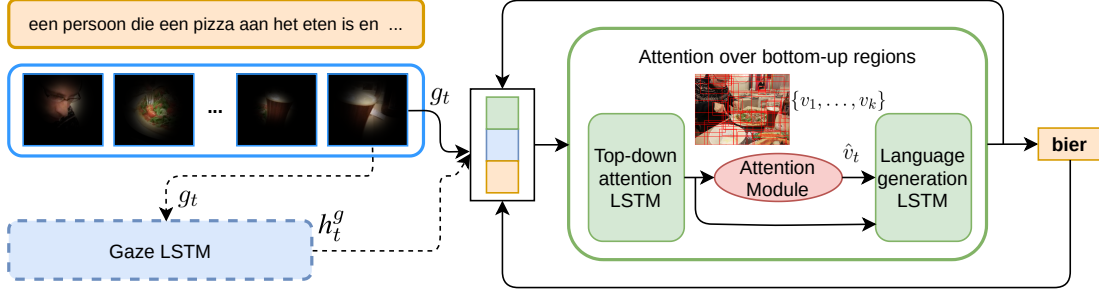 een persoon die een pizza aan het eten is en ...
...
g_t
g_t
h_t^g
Gaze LSTM
Attention over bottom-up regions
{v_1, . . . , v_k}
Top-down
attention
LSTM
Attention
Module
v̂_t
Language
generation
LSTM
bier